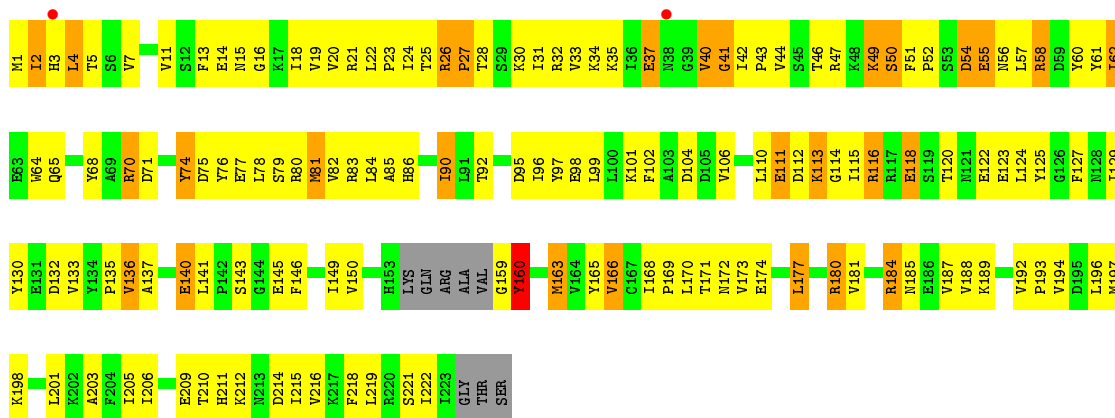 M1 I2 H3 L4 T5 S6 V7 V11 S12 F13 E14 N15 G16 K17 I18 V19 V20 R21 L22 P23 I24 T25 R26 P27 T28 S29 K30 I31 R32 V33 K34 K35 I36 E37 N38 G39 V40 G41 I42 P43 V44 S45 T46 R47 K48 K49 S50 F51 P52 S53 D54 E55 N56 L57 R58 D59 Y60 Y61 I62
E63 W64 Q65 Y68 A69 R70 D71 Y74 D75 Y76 E77 L78 S79 R80 M81 V82 R83 L84 A85 H86 I90 L91 T92 D95 I96 Y97 E98 L99 L100 K101 F102 A103 D104 D105 V106 L110 E111 D112 K113 G114 I115 R116 R117 E118 S119 T120 N121 E122 E123 L124 Y125 G126 F127 N128 I129
Y130 E131 D132 V133 Y134 P135 V136 A137 E140 L141 P142 S143 G144 E145 F146 I149 V150 H153 LYS GLN ARG ALA VAL G159 Y160 M163 V164 Y165 V166 C167 I168 P169 L170 T171 N172 V173 E174 L177 R180 V181 R184 N185 E186 V187 V188 K189 V192 P193 V194 D195 L196 M197
K198 L201 K202 A203 F204 I205 I206 E209 T210 H211 K212 N213 D214 I215 V216 K217 F218 L219 R220 S221 I222 I223 GLY THR SER